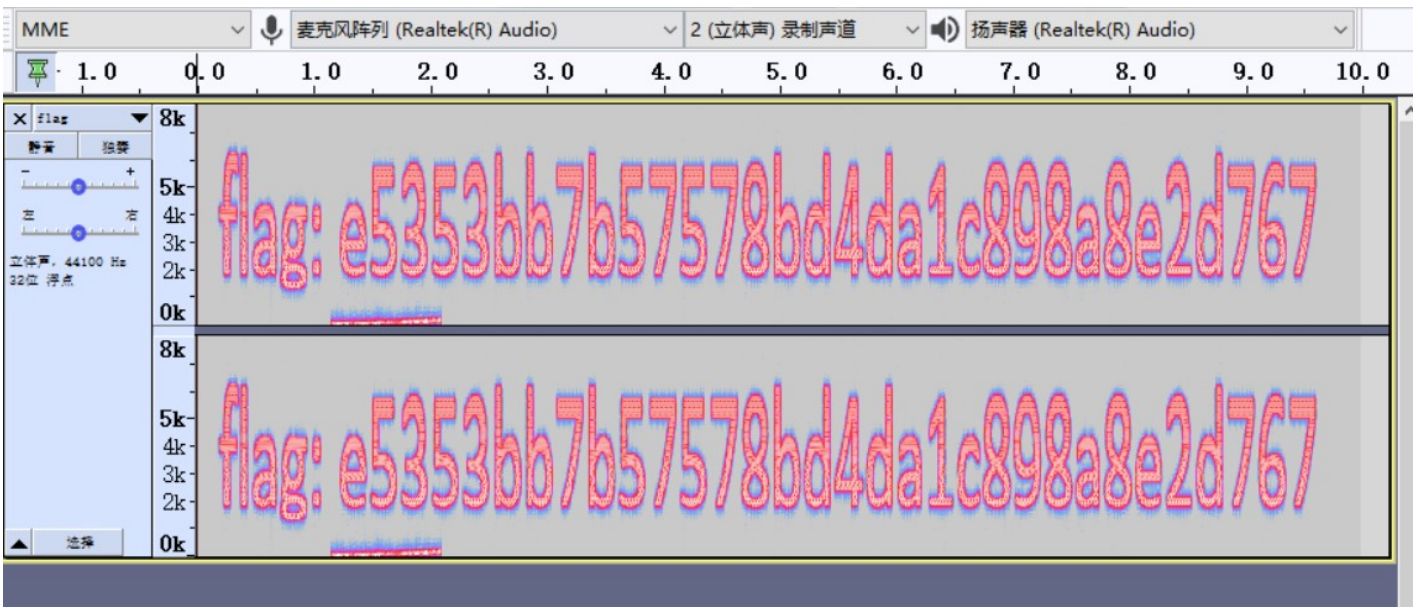 MME 麦克风阵列 (Realtek(R) Audio) 2 (立体声) 录制声道 扬声器 (Realtek(R) Audio)
1.0 0.0 1.0 2.0 3.0 4.0 5.0 6.0 7.0 8.0 9.0 10.0
× flag
静音 独奏
- +
左 右
立体声, 44100 Hz
32位 浮点
选择
8k
5k
4k
3k
2k
0k
flag: e5353bb7b57578bd4da1c898a8e2d767
8k
5k
4k
3k
2k
0k
flag: e5353bb7b57578bd4da1c898a8e2d767